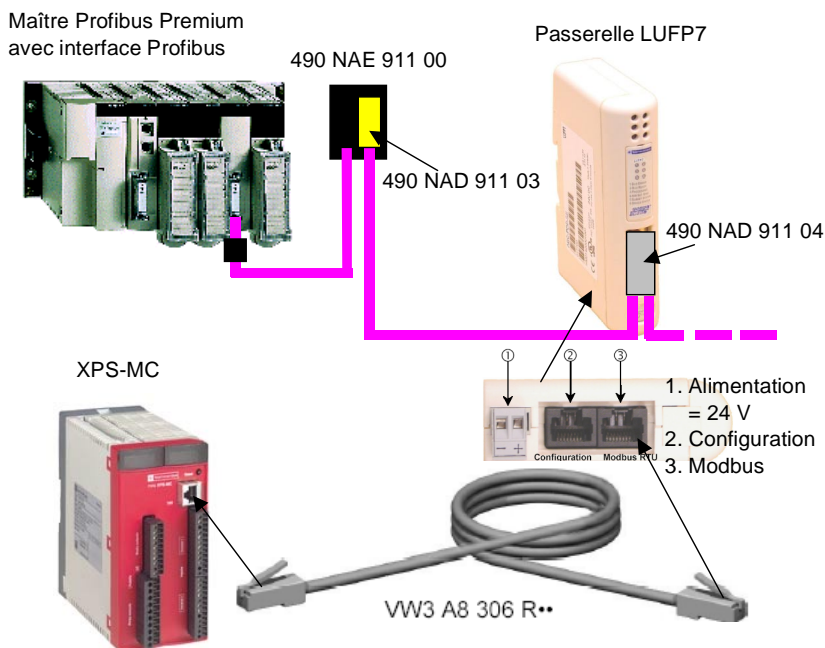 Maître Profibus Premium
avec interface Profibus
490 NAE 911 00
Passerelle LUFP7
490 NAD 911 03
490 NAD 911 04
XPS-MC
①
②
③
1. Alimentation
= 24 V
2. Configuration
3. Modbus
− +
Configuration Modbus RTU
VW3 A8 306 R••